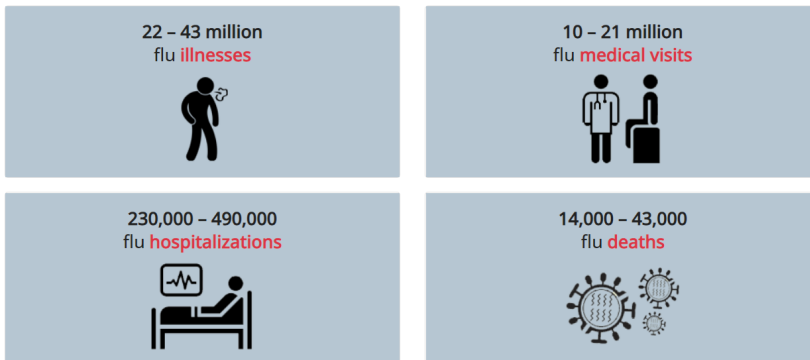 22 – 43 million
flu illnesses
10 – 21 million
flu medical visits
230,000 – 490,000
flu hospitalizations
14,000 – 43,000
flu deaths